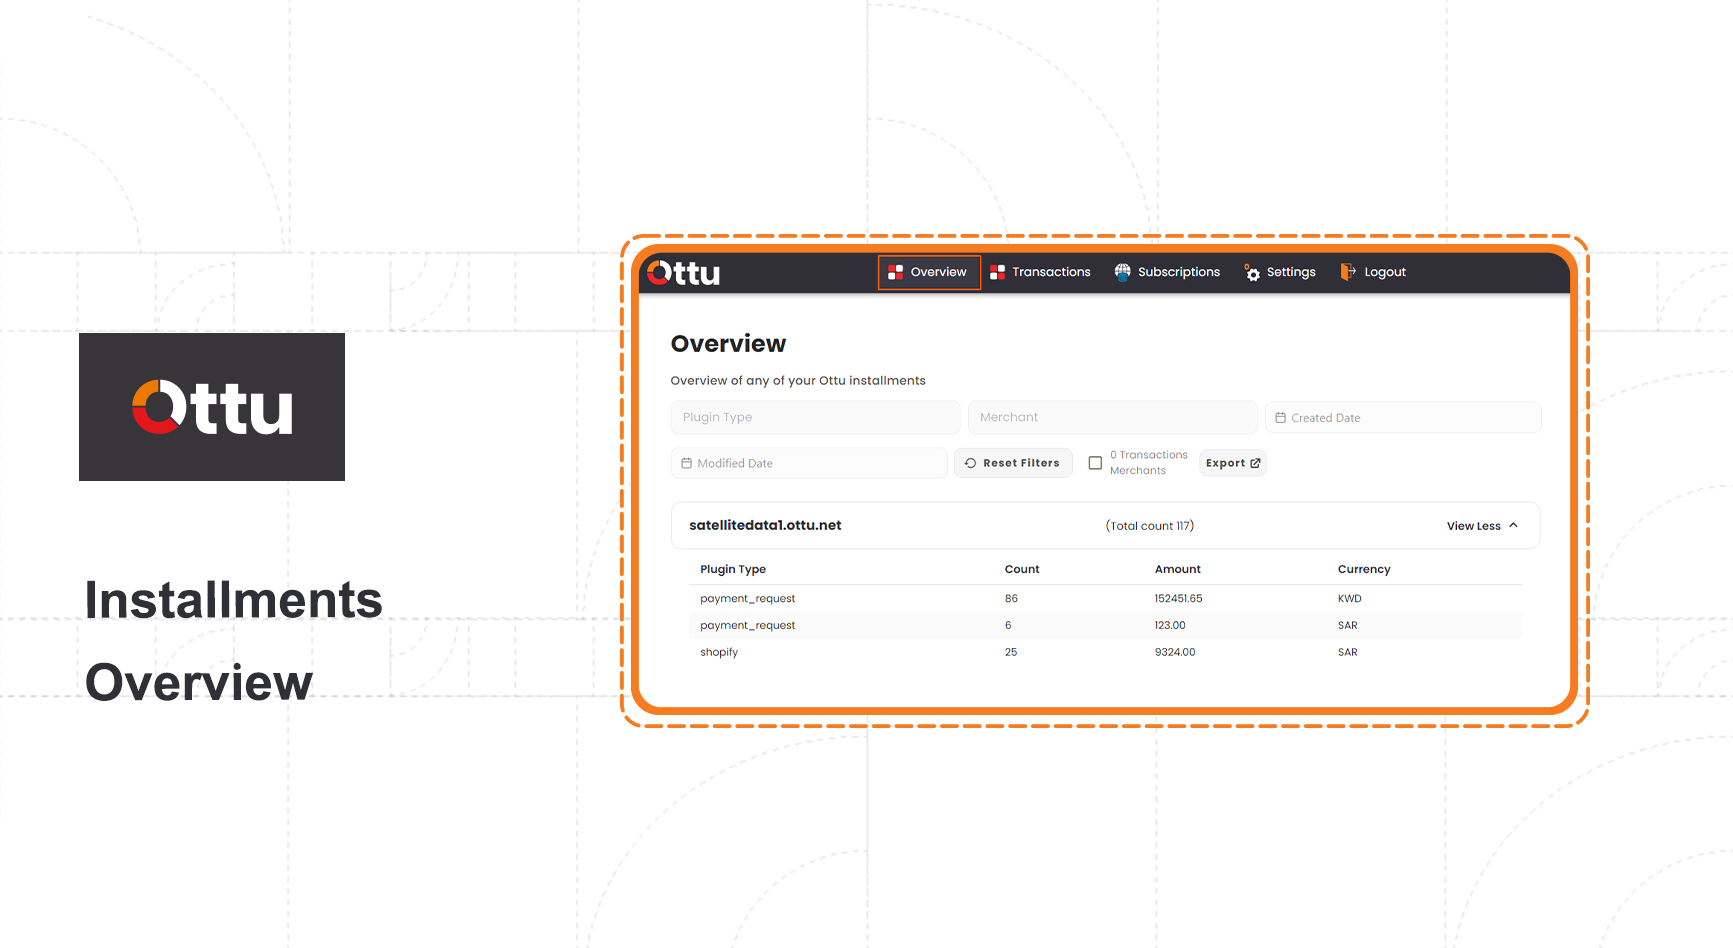 Ottu
Installments
Overview
Ottu
Overview Transactions Subscriptions Settings Logout
Overview
Overview of any of your Ottu installments
Plugin Type Merchant Created Date
Modified Date Reset Filters 0 Transactions Merchants Export
satellitedata1.ottu.net (Total count 117) View Less
Plugin Type Count Amount Currency
payment_request 86 152451.65 KWD
payment_request 6 123.00 SAR
shopify 25 9324.00 SAR